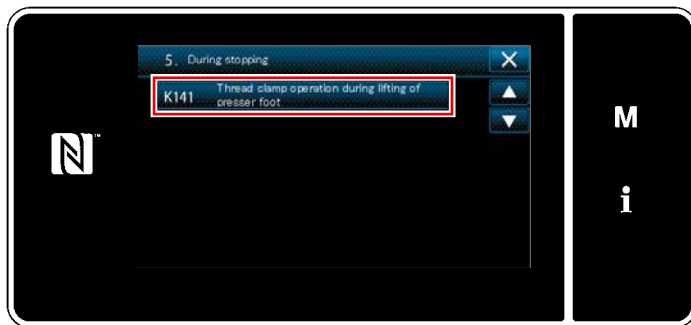 5. During stopping
K141 Thread clamp operation during lifting of
presser foot
M
i